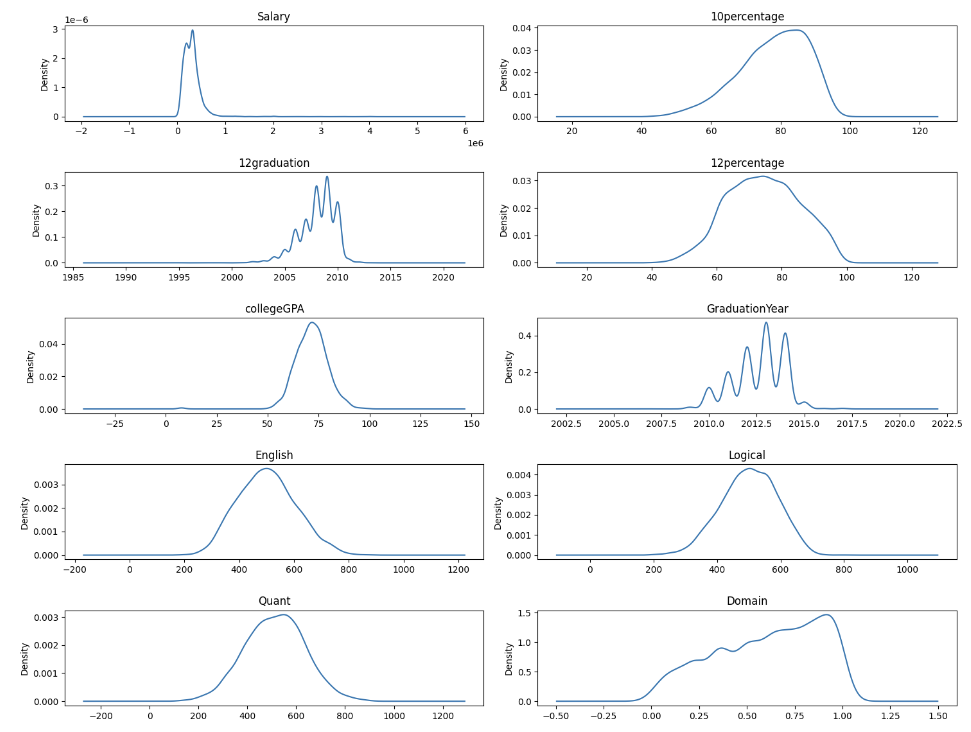 Salary
1e−6
3
2
1
0
Density
−2 −1 0 1 2 3 4 5 6
1e6
10percentage
0.04
0.03
0.02
0.01
0.00
Density
20 40 60 80 100 120
12graduation
0.3
0.2
0.1
0.0
Density
1985 1990 1995 2000 2005 2010 2015 2020
12percentage
0.03
0.02
0.01
0.00
Density
20 40 60 80 100 120
collegeGPA
0.04
0.02
0.00
Density
−25 0 25 50 75 100 125 150
GraduationYear
0.4
0.2
0.0
Density
2002.5 2005.0 2007.5 2010.0 2012.5 2015.0 2017.5 2020.0 2022.5
English
0.003
0.002
0.001
0.000
Density
−200 0 200 400 600 800 1000 1200
Logical
0.004
0.003
0.002
0.001
0.000
Density
0 200 400 600 800 1000
Quant
0.003
0.002
0.001
0.000
Density
−200 0 200 400 600 800 1000 1200
Domain
1.5
1.0
0.5
0.0
Density
−0.50 −0.25 0.00 0.25 0.50 0.75 1.00 1.25 1.50